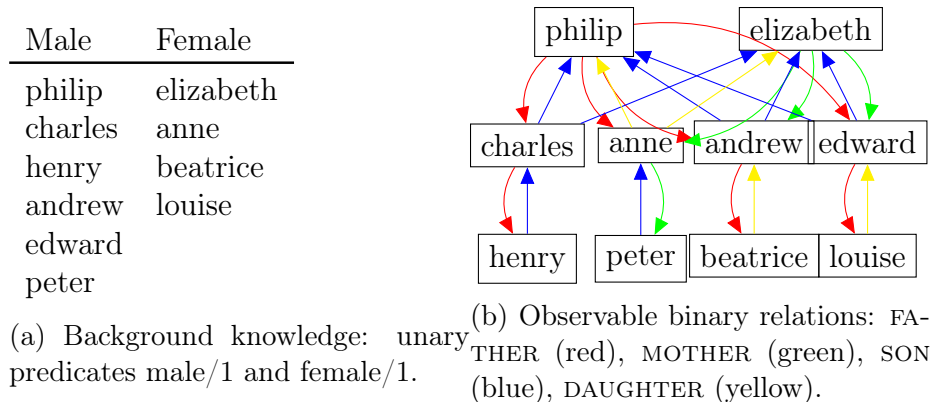 Male Female
philip elizabeth
charles anne
henry beatrice
andrew louise
edward
peter
(a) Background knowledge: unary
predicates male/1 and female/1.
philip elizabeth
charles anne andrew edward
henry peter beatrice louise
(b) Observable binary relations: FA-
THER (red), MOTHER (green), SON
(blue), DAUGHTER (yellow).